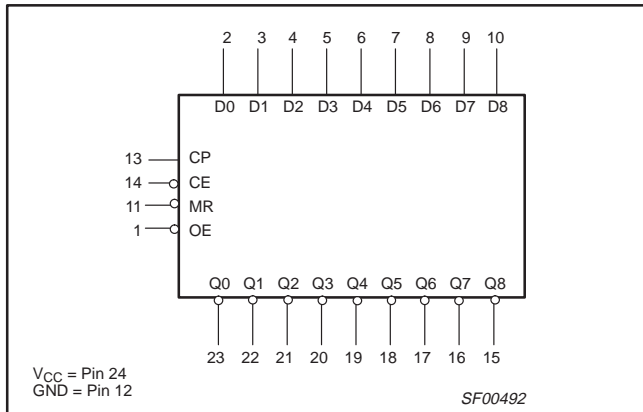 2 3 4 5 6 7 8 9 10
D0 D1 D2 D3 D4 D5 D6 D7 D8
13 CP
14 CE
11 MR
1 OE
Q0 Q1 Q2 Q3 Q4 Q5 Q6 Q7 Q8
23 22 21 20 19 18 17 16 15
VCC = Pin 24
GND = Pin 12
SF00492